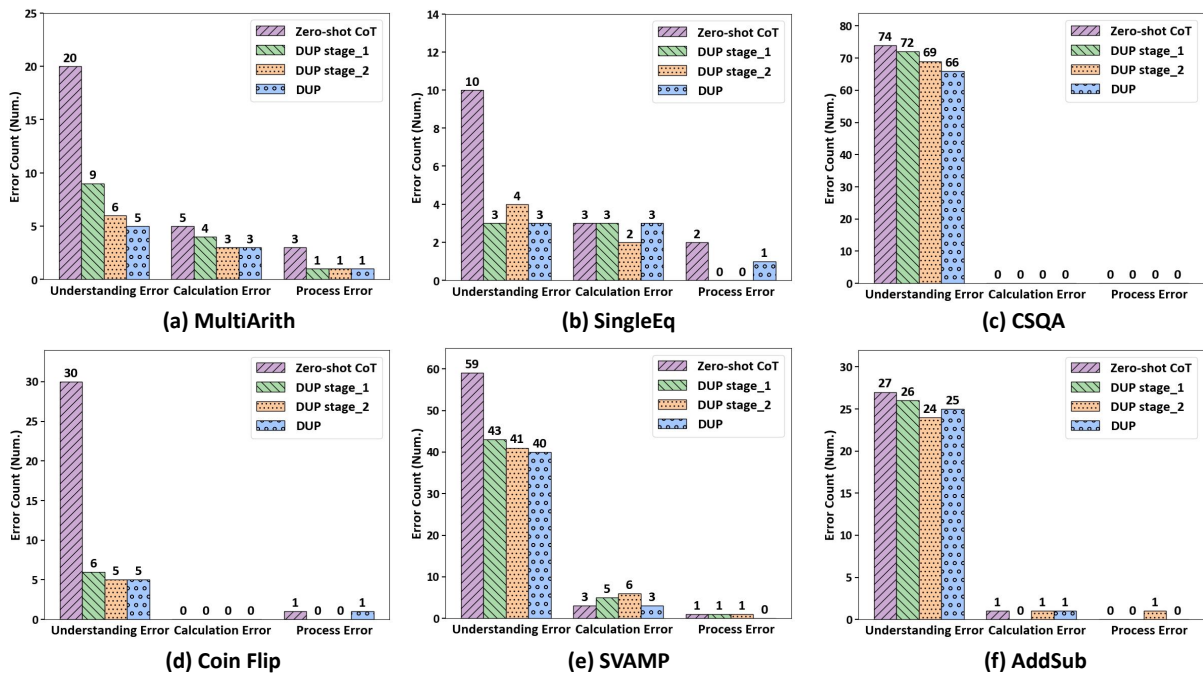 25
20
15
10
5
0
Error Count (Num.)
20
9
6
5
5
4
3
3
3
1
1
1
Zero-shot CoT
DUP stage_1
DUP stage_2
DUP
Understanding Error
Calculation Error
Process Error
(a) MultiArith
14
12
10
8
6
4
2
0
Error Count (Num.)
10
3
4
3
3
3
2
3
2
0
0
1
Zero-shot CoT
DUP stage_1
DUP stage_2
DUP
Understanding Error
Calculation Error
Process Error
(b) SingleEq
80
70
60
50
40
30
20
10
0
Error Count (Num.)
74
72
69
66
0
0
0
0
0
0
0
0
Zero-shot CoT
DUP stage_1
DUP stage_2
DUP
Understanding Error
Calculation Error
Process Error
(c) CSQA
30
25
20
15
10
5
0
Error Count (Num.)
30
6
5
5
0
0
0
0
1
0
0
1
Zero-shot CoT
DUP stage_1
DUP stage_2
DUP
Understanding Error
Calculation Error
Process Error
(d) Coin Flip
60
50
40
30
20
10
0
Error Count (Num.)
59
43
41
40
3
5
6
3
1
1
1
0
Zero-shot CoT
DUP stage_1
DUP stage_2
DUP
Understanding Error
Calculation Error
Process Error
(e) SVAMP
30
25
20
15
10
5
0
Error Count (Num.)
27
26
24
25
1
0
1
1
0
0
1
0
Zero-shot CoT
DUP stage_1
DUP stage_2
DUP
Understanding Error
Calculation Error
Process Error
(f) AddSub